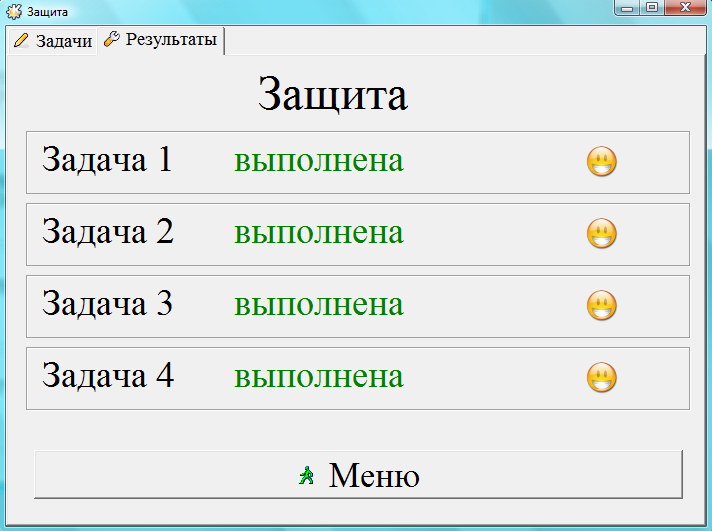 Защита
Задачи Результаты
Защита
Задача 1 выполнена
Задача 2 выполнена
Задача 3 выполнена
Задача 4 выполнена
Меню